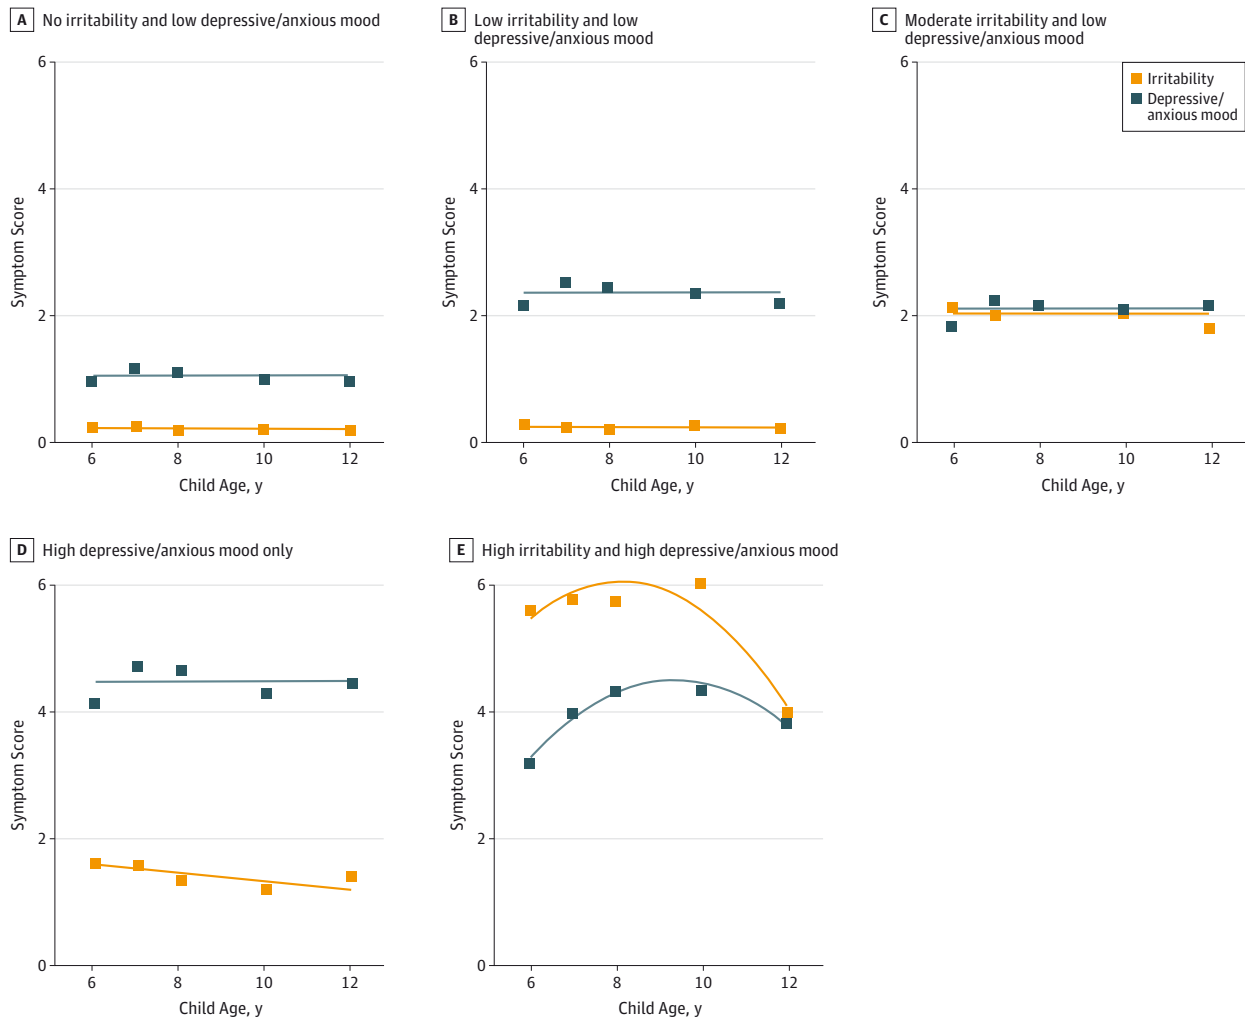 A No irritability and low depressive/anxious mood
6
4
2
0
Symptom Score
6 8 10 12
Child Age, y
B Low irritability and low
depressive/anxious mood
6
4
2
0
Symptom Score
6 8 10 12
Child Age, y
C Moderate irritability and low
depressive/anxious mood
Irritability
Depressive/
anxious mood
6
4
2
0
Symptom Score
6 8 10 12
Child Age, y
D High depressive/anxious mood only
6
4
2
0
Symptom Score
6 8 10 12
Child Age, y
E High irritability and high depressive/anxious mood
6
4
2
0
Symptom Score
6 8 10 12
Child Age, y